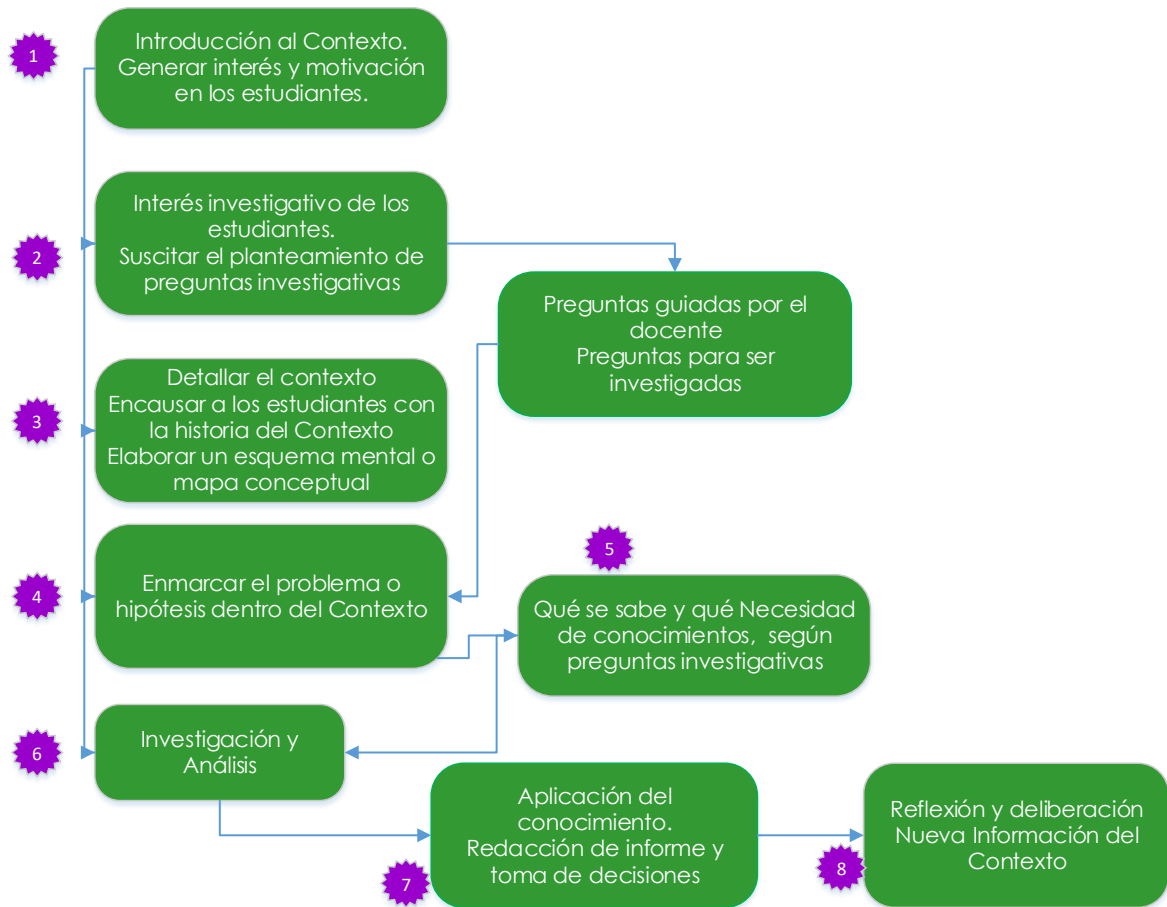 1
Introducción al Contexto.
Generar interés y motivación
en los estudiantes.
2
Interés investigativo de los
estudiantes.
Suscitar el planteamiento de
preguntas investigativas
Preguntas guiadas por el
docente
Preguntas para ser
investigadas
3
Detallar el contexto
Encausar a los estudiantes con
la historia del Contexto
Elaborar un esquema mental o
mapa conceptual
4
Enmarcar el problema o
hipótesis dentro del Contexto
5
Qué se sabe y qué Necesidad
de conocimientos, según
preguntas investigativas
6
Investigación y
Análisis
7
Aplicación del
conocimiento.
Redacción de informe y
toma de decisiones
8
Reflexión y deliberación
Nueva Información del
Contexto